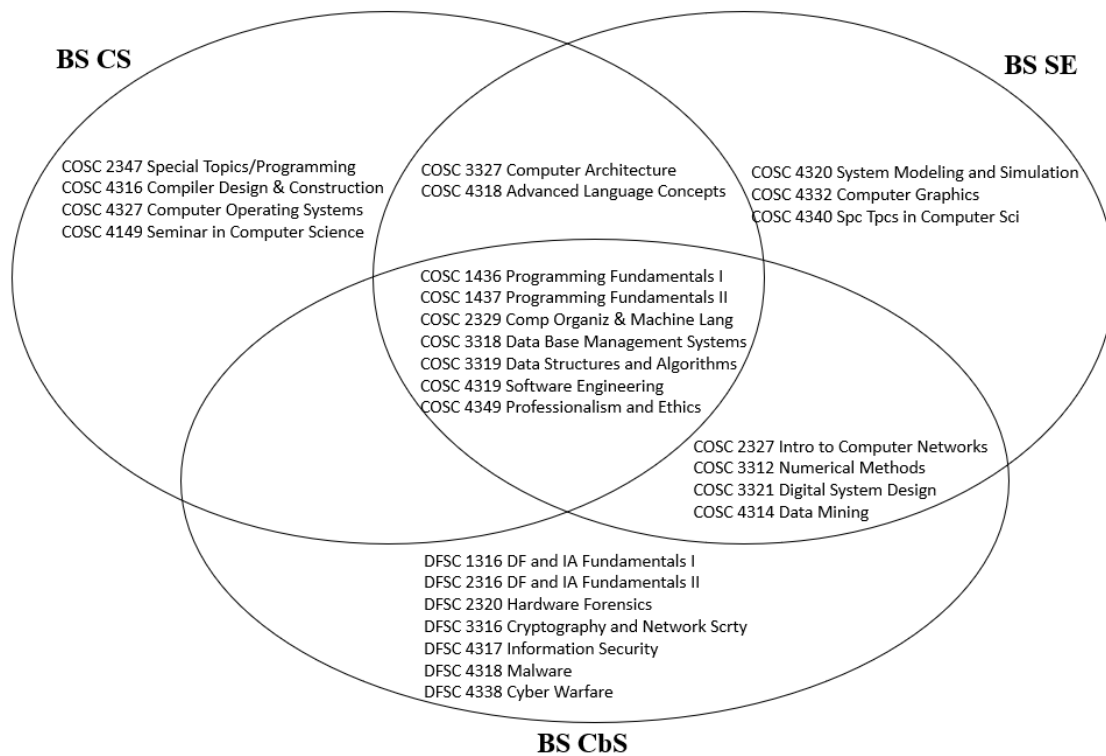 BS CS
BS SE
COSC 2347 Special Topics/Programming
COSC 4316 Compiler Design & Construction
COSC 4327 Computer Operating Systems
COSC 4149 Seminar in Computer Science
COSC 3327 Computer Architecture
COSC 4318 Advanced Language Concepts
COSC 4320 System Modeling and Simulation
COSC 4332 Computer Graphics
COSC 4340 Spc Tpcs in Computer Sci
COSC 1436 Programming Fundamentals I
COSC 1437 Programming Fundamentals II
COSC 2329 Comp Organiz & Machine Lang
COSC 3318 Data Base Management Systems
COSC 3319 Data Structures and Algorithms
COSC 4319 Software Engineering
COSC 4349 Professionalism and Ethics
COSC 2327 Intro to Computer Networks
COSC 3312 Numerical Methods
COSC 3321 Digital System Design
COSC 4314 Data Mining
DFSC 1316 DF and IA Fundamentals I
DFSC 2316 DF and IA Fundamentals II
DFSC 2320 Hardware Forensics
DFSC 3316 Cryptography and Network Scrty
DFSC 4317 Information Security
DFSC 4318 Malware
DFSC 4338 Cyber Warfare
BS CbS